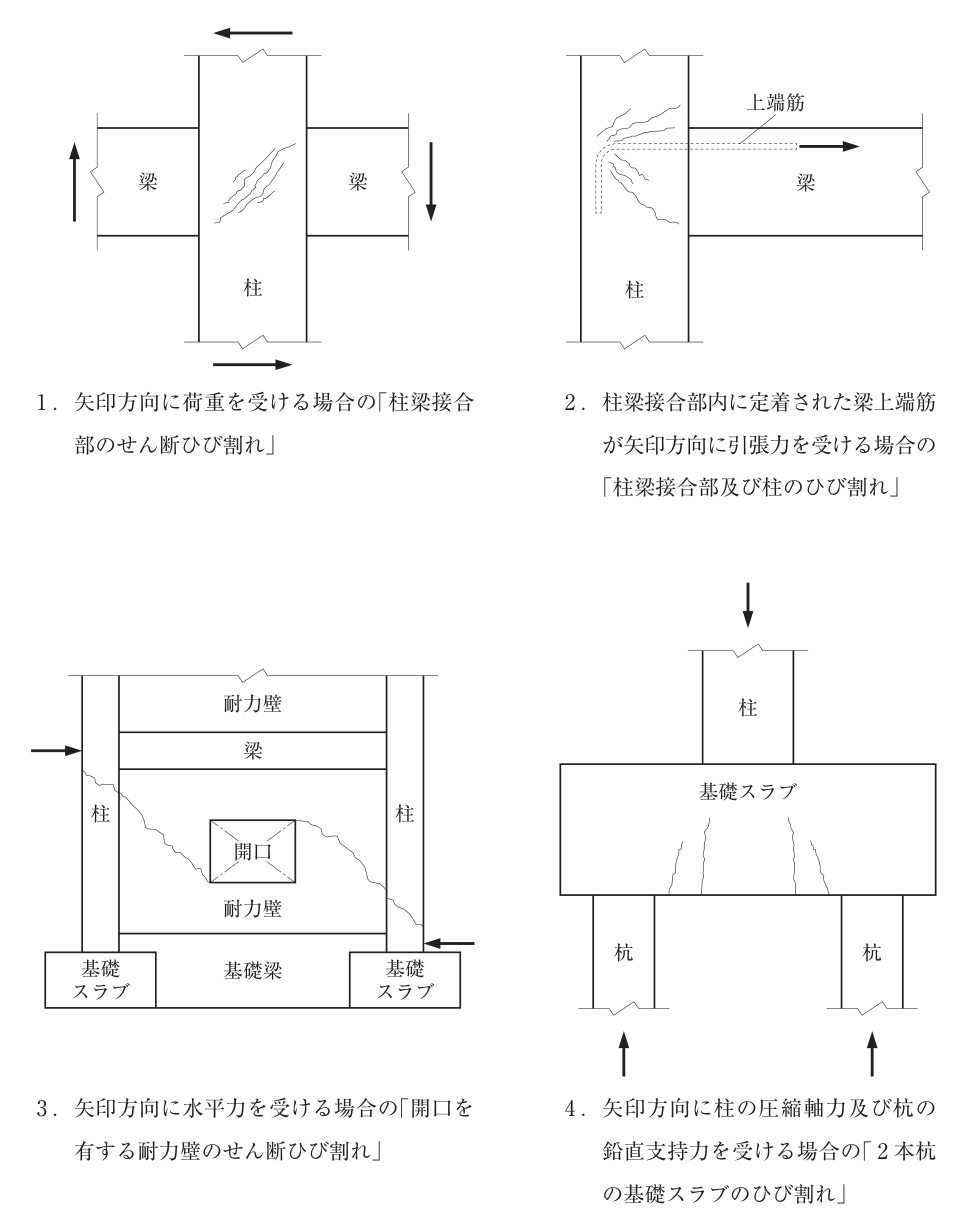 梁
梁
柱
1. 矢印方向に荷重を受ける場合の「柱梁接合
部のせん断ひび割れ」
上端筋
梁
柱
2. 柱梁接合部内に定着された梁上端筋
が矢印方向に引張力を受ける場合の
「柱梁接合部及び柱のひび割れ」
耐力壁
梁
柱
柱
開口
耐力壁
基礎
スラブ
基礎梁
基礎
スラブ
3. 矢印方向に水平力を受ける場合の「開口を
有する耐力壁のせん断ひび割れ」
柱
基礎スラブ
杭
杭
4. 矢印方向に柱の圧縮軸力及び杭の
鉛直支持力を受ける場合の「2本杭
の基礎スラブのひび割れ」